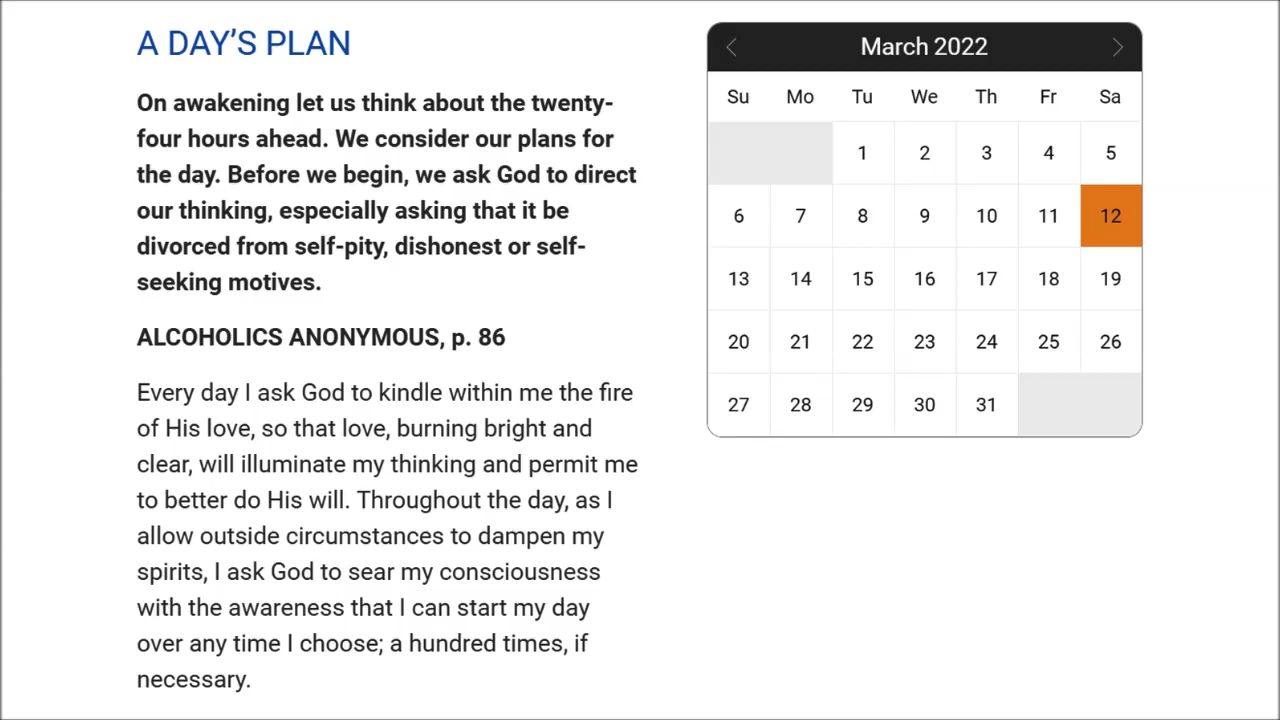 A DAY’S PLAN
On awakening let us think about the twenty-
four hours ahead. We consider our plans for
the day. Before we begin, we ask God to direct
our thinking, especially asking that it be
divorced from self-pity, dishonest or self-
seeking motives.
ALCOHOLICS ANONYMOUS, p. 86
Every day I ask God to kindle within me the fire
of His love, so that love, burning bright and
clear, will illuminate my thinking and permit me
to better do His will. Throughout the day, as I
allow outside circumstances to dampen my
spirits, I ask God to sear my consciousness
with the awareness that I can start my day
over any time I choose; a hundred times, if
necessary.
March 2022
Su Mo Tu We Th Fr Sa
1 2 3 4 5
6 7 8 9 10 11 12
13 14 15 16 17 18 19
20 21 22 23 24 25 26
27 28 29 30 31